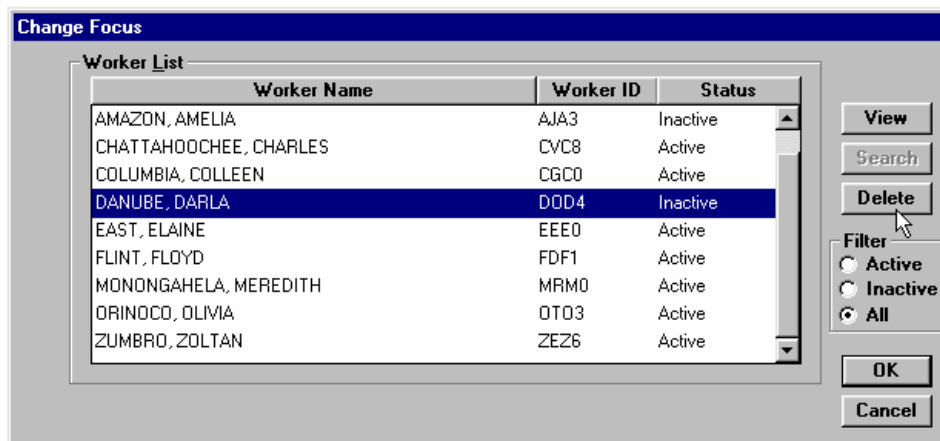 Change Focus
Worker List
Worker Name Worker ID Status
AMAZON, AMELIA AJA3 Inactive
CHATTAHOOCHEE, CHARLES CVC8 Active
COLUMBIA, COLLEEN CGC0 Active
DANUBE, DARLA DOD4 Inactive
EAST, ELAINE EEE0 Active
FLINT, FLOYD FDF1 Active
MONONGAHELA, MEREDITH MRM0 Active
ORINOCO, OLIVIA OTO3 Active
ZUMBRO, ZOLTAN ZEZ6 Active
View
Search
Delete
Filter
Active
Inactive
All
OK
Cancel